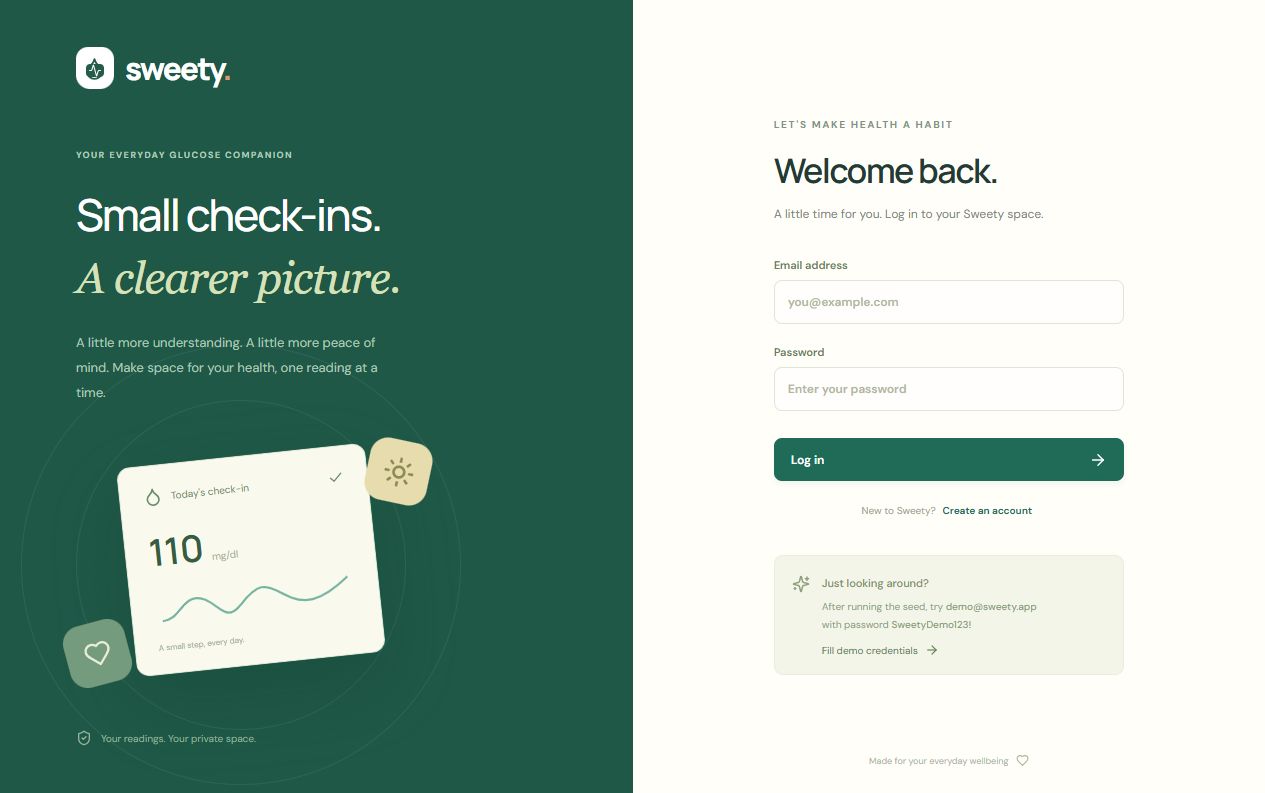 sweety.
YOUR EVERYDAY GLUCOSE COMPANION
Small check-ins.
A clearer picture.
A little more understanding. A little more peace of
mind. Make space for your health, one reading at a
time.
Today's check-in
110 mg/dl
A small step, every day.
Your readings. Your private space.
LET'S MAKE HEALTH A HABIT
Welcome back.
A little time for you. Log in to your Sweety space.
Email address
you@example.com
Password
Enter your password
Log in
New to Sweety? Create an account
Just looking around?
After running the seed, try demo@sweety.app
with password SweetyDemo123!
Fill demo credentials
Made for your everyday wellbeing